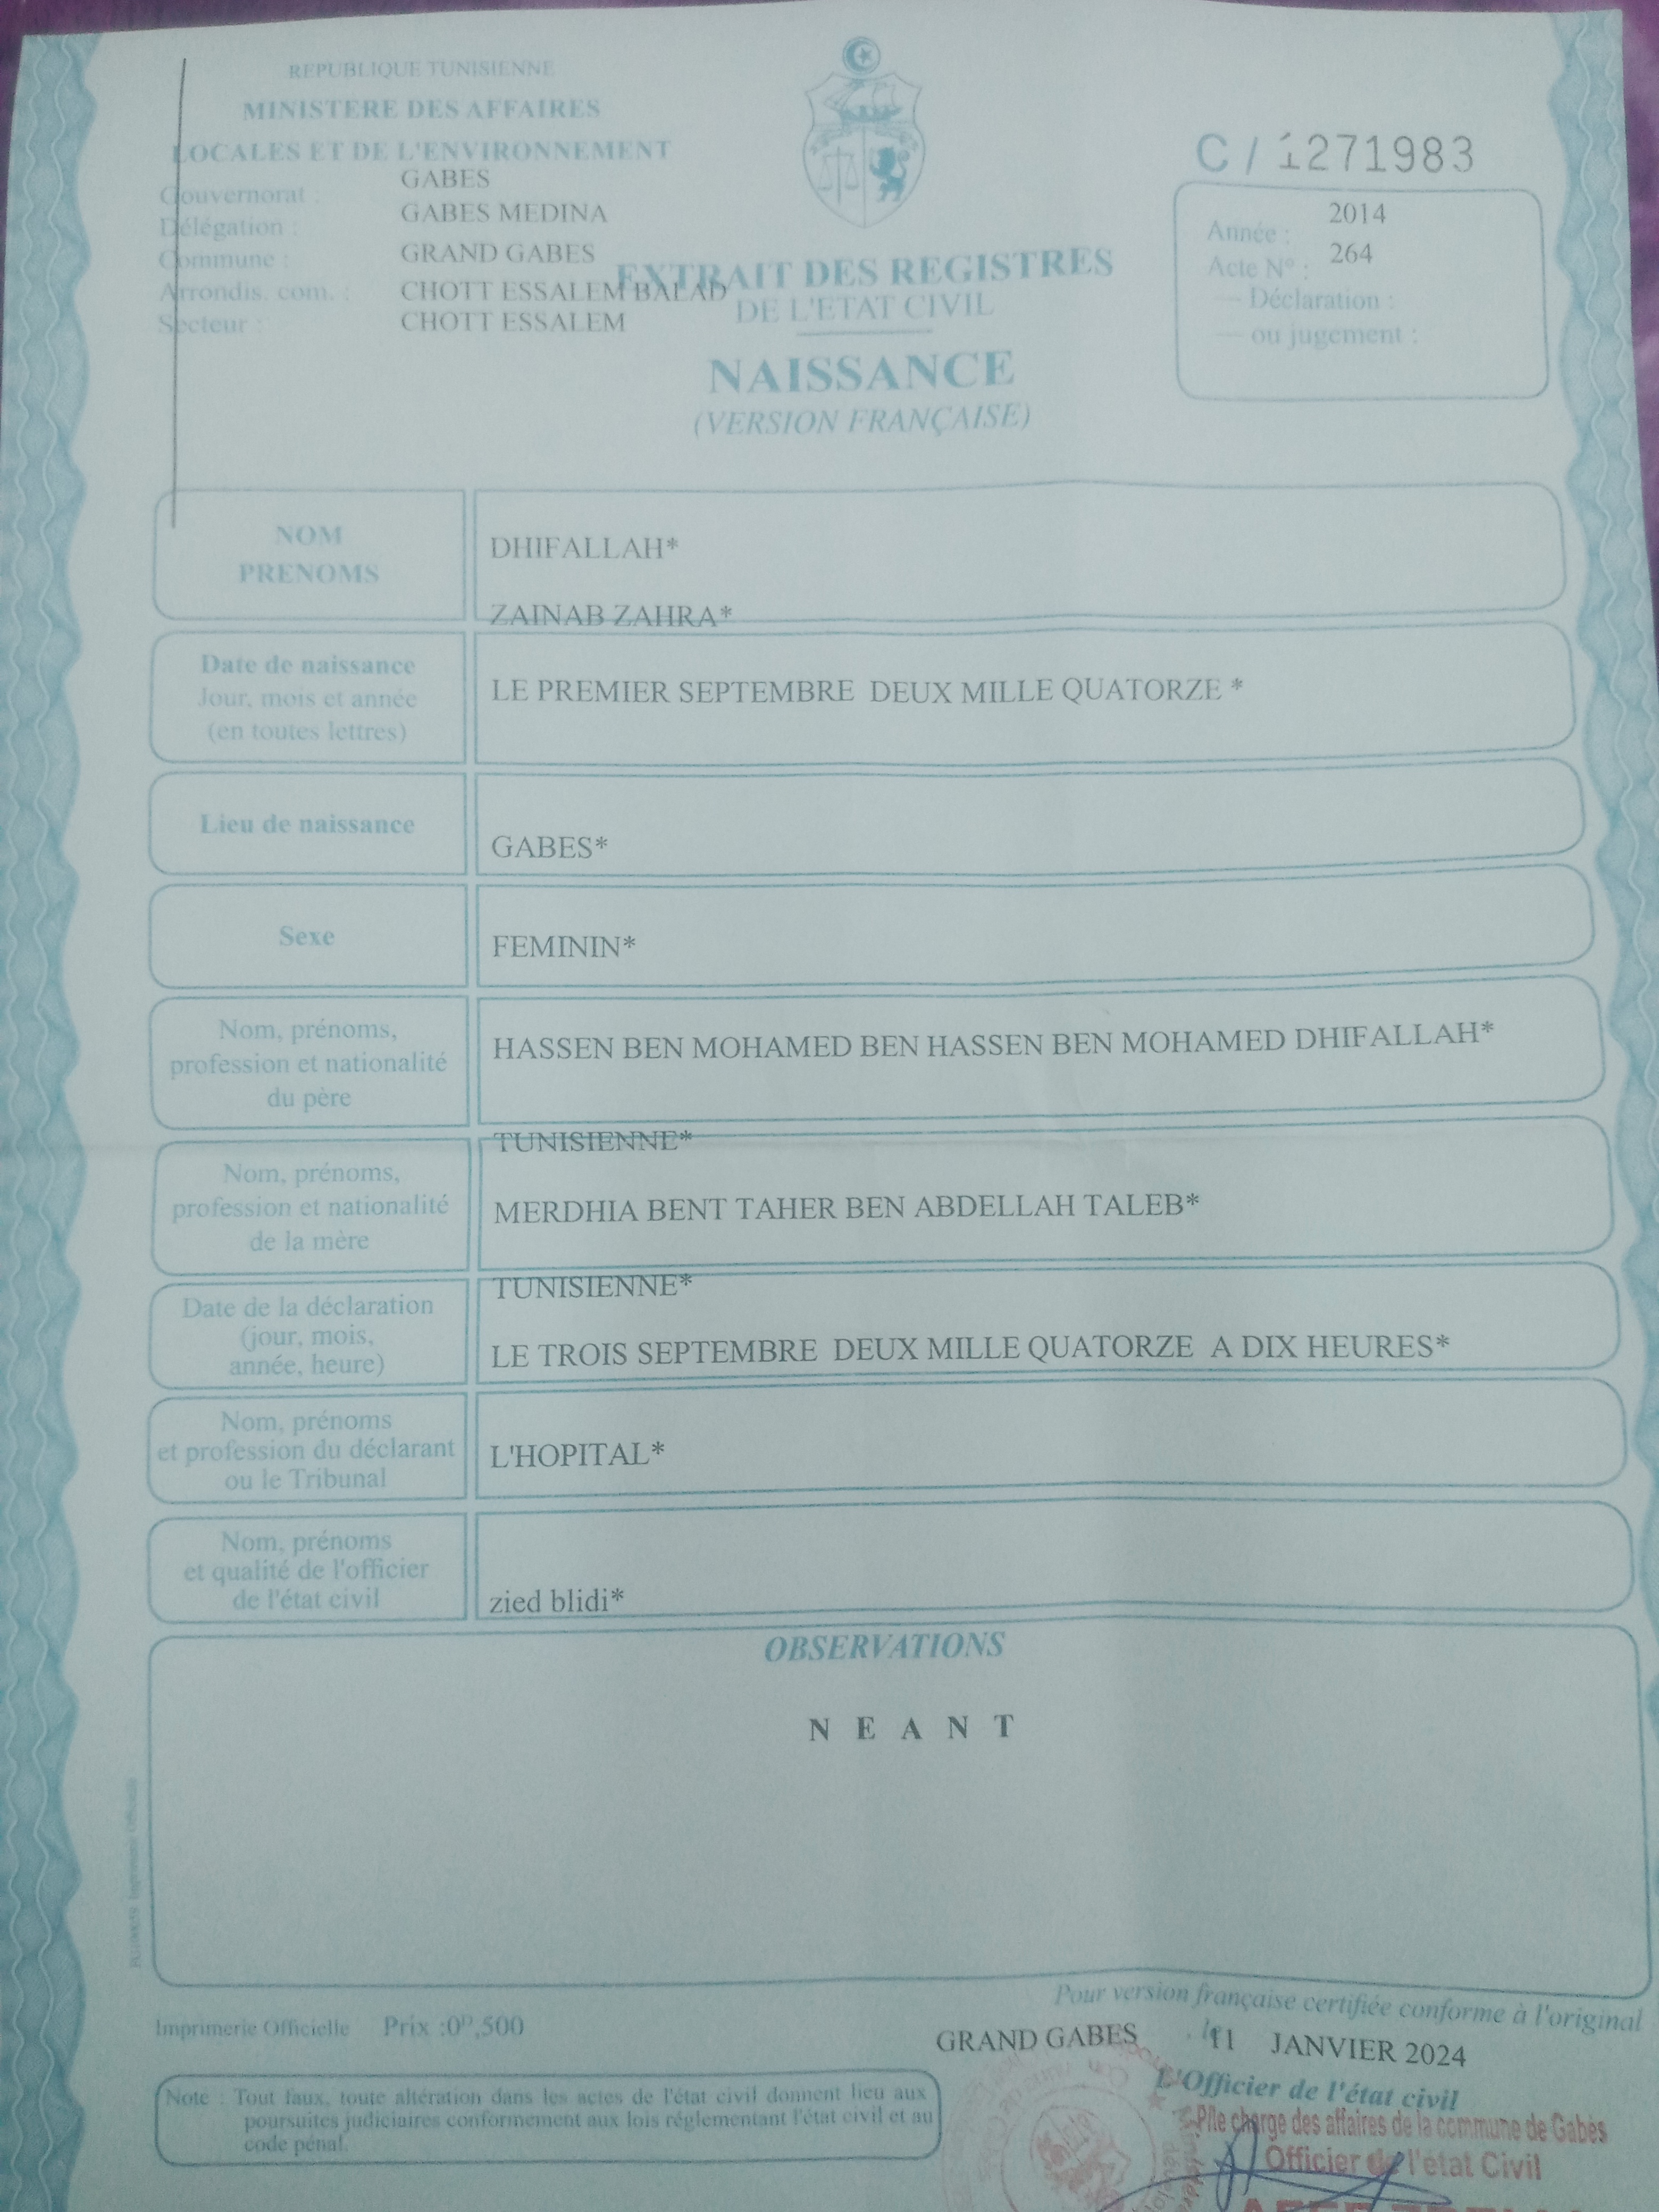 REPUBLIQUE TUNISIENNE
MINISTERE DES AFFAIRES
LOCALES ET DE L'ENVIRONNEMENT
Gouvernorat : GABES
Délégation : GABES MEDINA
Commune : GRAND GABES
Arrondis. com. : CHOTT ESSALEM BALAD
Secteur : CHOTT ESSALEM
EXTRAIT DES REGISTRES
DE L'ETAT CIVIL
NAISSANCE
(VERSION FRANÇAISE)
C / 1271983
Année : 2014
Acte N° : 264
— Déclaration :
— ou jugement :
NOM
PRENOMS
DHIFALLAH*
ZAINAB ZAHRA*
Date de naissance
Jour, mois et année
(en toutes lettres)
LE PREMIER SEPTEMBRE DEUX MILLE QUATORZE *
Lieu de naissance
GABES*
Sexe
FEMININ*
Nom, prénoms,
profession et nationalité
du père
HASSEN BEN MOHAMED BEN HASSEN BEN MOHAMED DHIFALLAH*
TUNISIENNE*
Nom, prénoms,
profession et nationalité
de la mère
MERDHIA BENT TAHER BEN ABDELLAH TALEB*
TUNISIENNE*
Date de la déclaration
(jour, mois,
année, heure)
LE TROIS SEPTEMBRE DEUX MILLE QUATORZE A DIX HEURES*
Nom, prénoms
et profession du déclarant
ou le Tribunal
L'HOPITAL*
Nom, prénoms
et qualité de l'officier
de l'état civil
zied blidi*
OBSERVATIONS
N E A N T
Imprimerie Officielle Prix :0ᴰ,500
Pour version française certifiée conforme à l'original
GRAND GABES , le 11 JANVIER 2024
L'Officier de l'état civil
Note : Tout faux, toute altération dans les actes de l'état civil donnent lieu aux
poursuites judiciaires conformement aux lois réglementant l'état civil et au
code pénal.
P/le charge des affaires de la commune de Gabès
Officier de l'état Civil